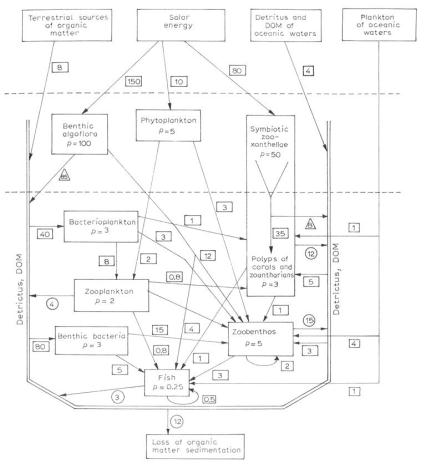 Terrestrial sources
of organic
matter
Solar
energy
Detritus and
DOM of
oceanic waters
Plankton
of oceanic
waters
8
150
10
80
4
Benthic
algoflora
p = 100
Phytoplankton
p = 5
Symbiotic
zoo-
xanthellae
p = 50
3
1
Bacterioplankton
p = 3
40
1
3
12
35
12
8
2
0,8
Polyps of
corals and
zoantharians
p = 3
5
Detrictus, DOM
Detrictus, DOM
Zooplankton
p = 2
4
1
15
Benthic bacteria
p = 3
80
15
0,8
4
1
Zoobenthos
p = 5
3
4
2
5
3
Fish
p = 0,25
3
0,5
1
12
Loss of organic
matter sedimentation